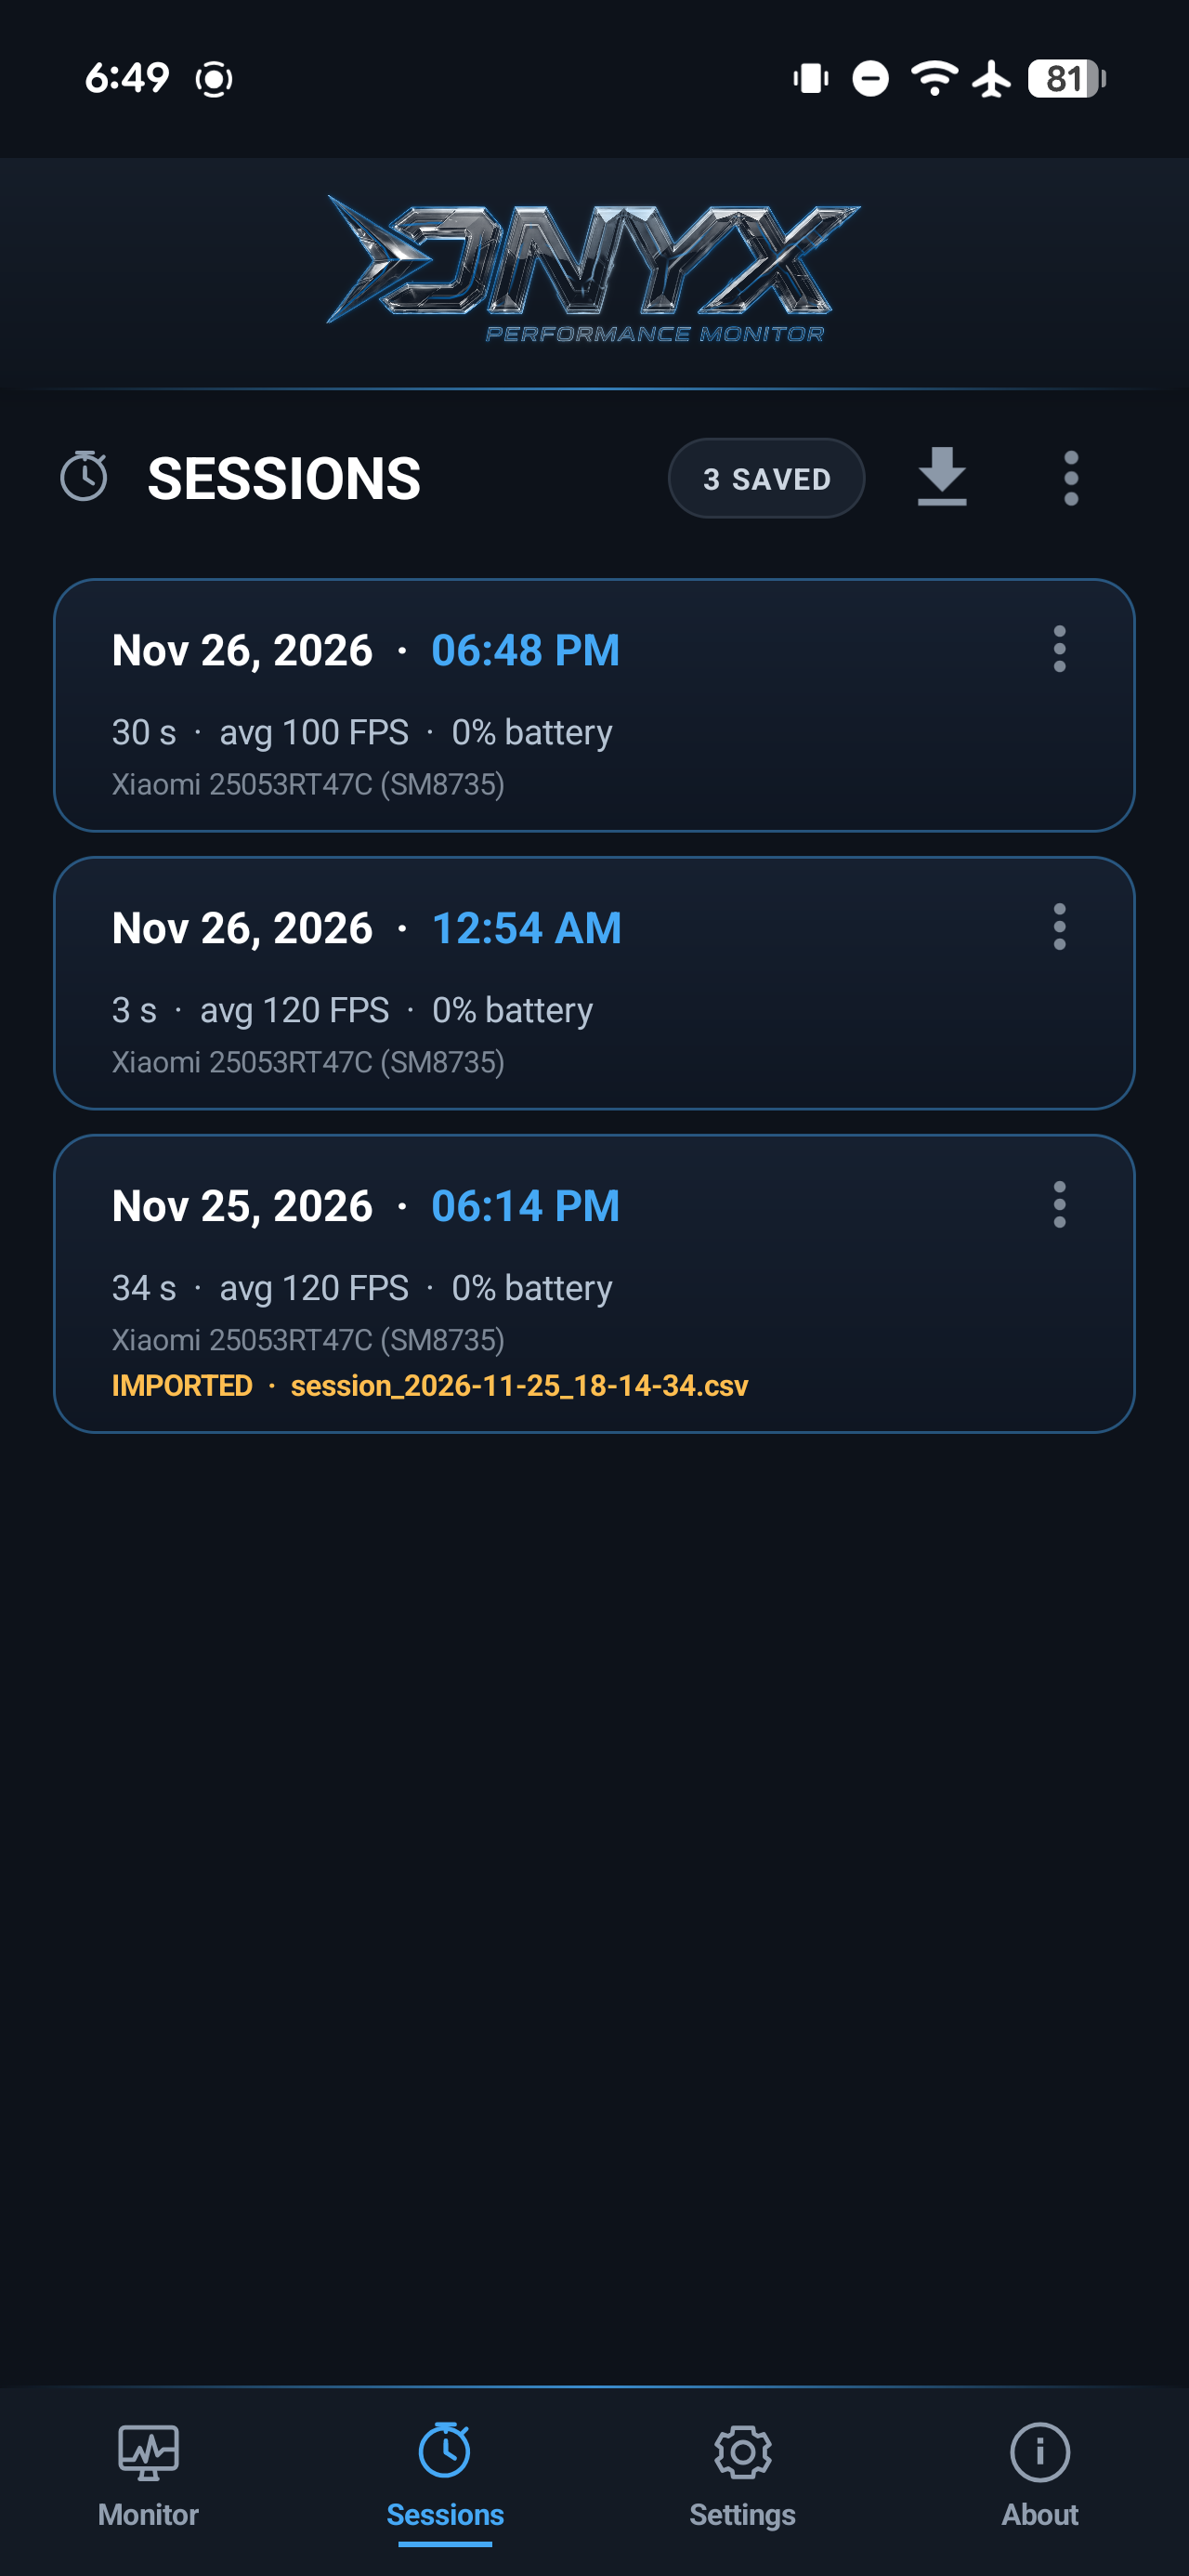 6:49
81
ONYX
PERFORMANCE MONITOR
SESSIONS
3 SAVED
Nov 26, 2026 · 06:48 PM
30 s · avg 100 FPS · 0% battery
Xiaomi 25053RT47C (SM8735)
Nov 26, 2026 · 12:54 AM
3 s · avg 120 FPS · 0% battery
Xiaomi 25053RT47C (SM8735)
Nov 25, 2026 · 06:14 PM
34 s · avg 120 FPS · 0% battery
Xiaomi 25053RT47C (SM8735)
IMPORTED · session_2026-11-25_18-14-34.csv
Monitor
Sessions
Settings
About